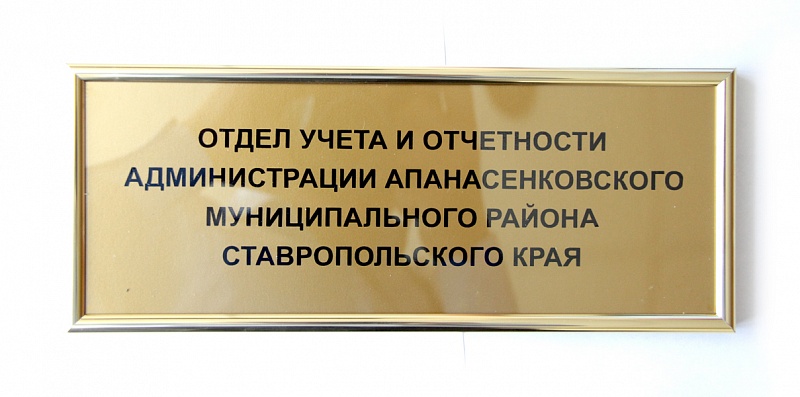 ОТДЕЛ УЧЕТА И ОТЧЕТНОСТИ
АДМИНИСТРАЦИИ АПАНАСЕНКОВСКОГО
МУНИЦИПАЛЬНОГО РАЙОНА
СТАВРОПОЛЬСКОГО КРАЯ